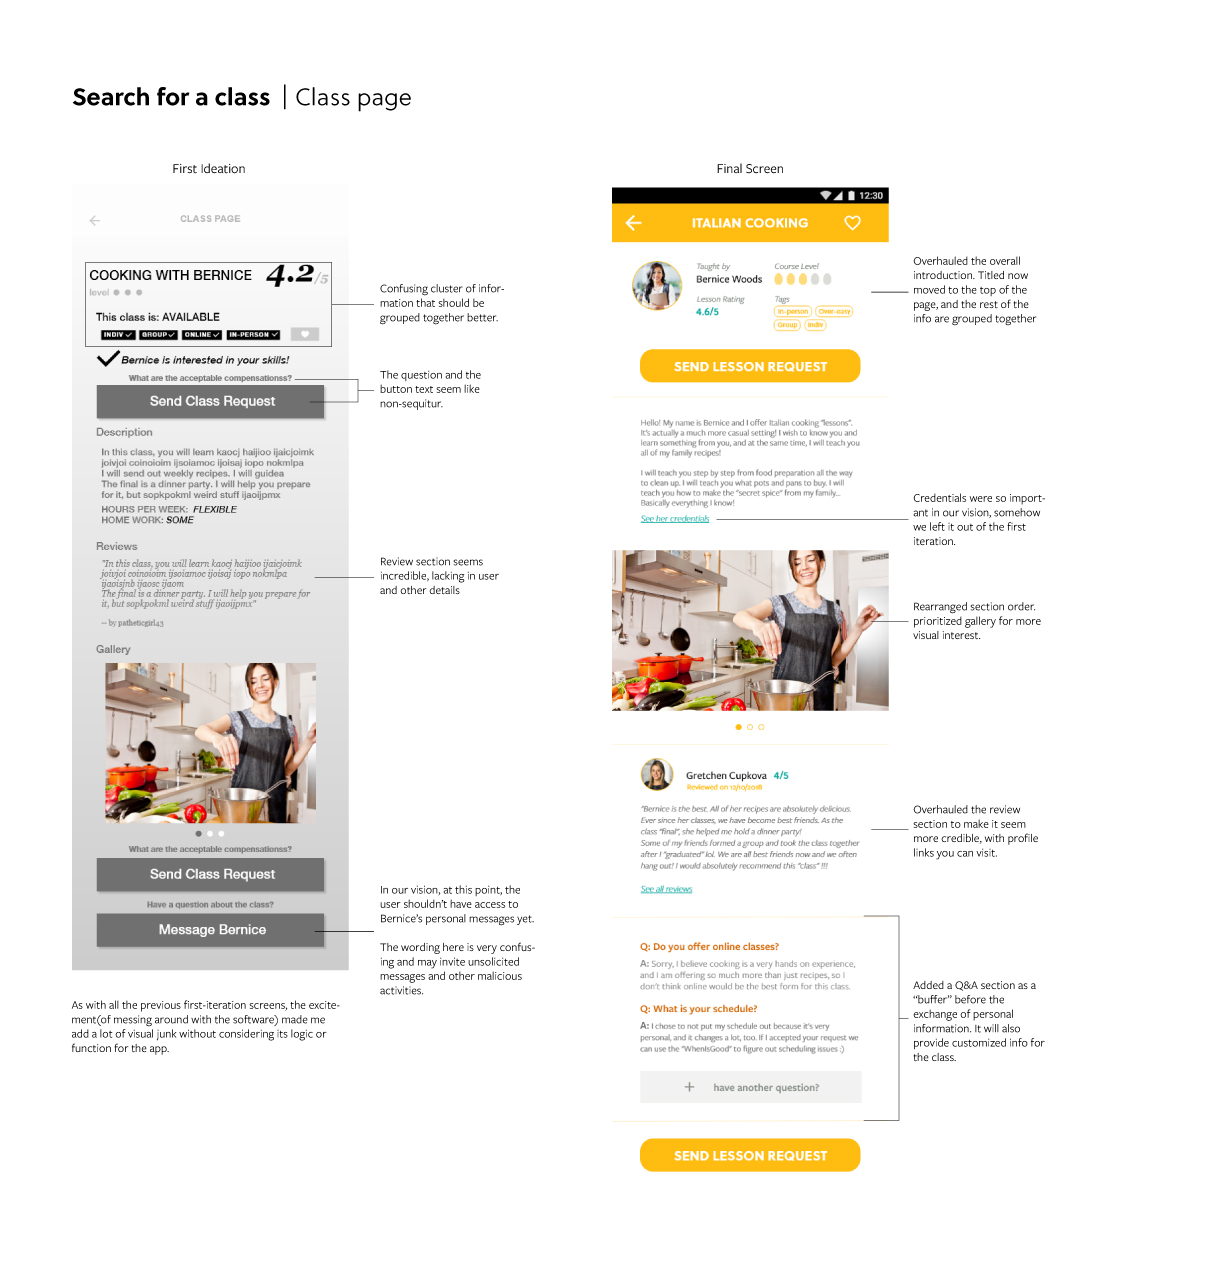 Search for a class | Class page
First Ideation
CLASS PAGE
COOKING WITH BERNICE 4.2/5
level
This class is: AVAILABLE
INDIV GROUP ONLINE IN-PERSON
Bernice is interested in your skills!
What are the acceptable compensationss?
Send Class Request
Description
In this class, you will learn kaocj haijioo ijaicjoimk
joivjoi coinoioim ijsoiamoc ijoisaj iopo nokmlpa
I will send out weekly recipes. I will guidea
The final is a dinner party. I will help you prepare
for it, but sopkpokml weird stuff ijaoijpmx
HOURS PER WEEK: FLEXIBLE
HOME WORK: SOME
Reviews
"In this class, you will learn kaocj haijioo ijaicjoimk
joivjoi coinoioim ijsoiamoc ijoisaj iopo nokmlpa
ijaoisjnb ijaosc ijaom
The final is a dinner party. I will help you prepare for
it, but sopkpokml weird stuff ijaoijpmx"
-- by patheticgirl43
Gallery
What are the acceptable compensationss?
Send Class Request
Have a question about the class?
Message Bernice
As with all the previous first-iteration screens, the excite-
ment(of messing around with the software) made me
add a lot of visual junk without considering its logic or
function for the app.
Confusing cluster of infor-
mation that should be
grouped together better.
The question and the
button text seem like
non-sequitur.
Review section seems
incredible, lacking in user
and other details
In our vision, at this point, the
user shouldn't have access to
Bernice's personal messages yet.
The wording here is very confus-
ing and may invite unsolicited
messages and other malicious
activities.
Final Screen
12:30
ITALIAN COOKING
Taught by
Bernice Woods
Course Level
Lesson Rating
4.6/5
Tags
In-person Over-easy
Group Indiv
SEND LESSON REQUEST
Hello! My name is Bernice and I offer Italian cooking "lessons".
It's actually a much more casual setting! I wish to know you and
learn something from you, and at the same time, I will teach you
all of my family recipes!
I will teach you step by step from food preparation all the way
to clean up. I will teach you what pots and pans to buy. I will
teach you how to make the "secret spice" from my family...
Basically everything I know!
See her credentials
Gretchen Cupkova 4/5
Reviewed on 12/10/2018
"Bernice is the best. All of her recipes are absolutely delicious.
Ever since her classes, we have become best friends. As the
class "final", she helped me hold a dinner party!
Some of my friends formed a group and took the class together
after I "graduated" lol. We are all best friends now and we often
hang out! I would absolutely recommend this "class" !!!
See all reviews
Q: Do you offer online classes?
A: Sorry, I believe cooking is a very hands on experience,
and I am offering so much more than just recipes, so I
don't think online would be the best form for this class.
Q: What is your schedule?
A: I chose to not put my schedule out because it's very
personal, and it changes a lot, too. If I accepted your request we
can use the "WhenIsGood" to figure out scheduling issues ;)
+ have another question?
SEND LESSON REQUEST
Overhauled the overall
introduction. Titled now
moved to the top of the
page, and the rest of the
info are grouped together
Credentials were so import-
ant in our vision, somehow
we left it out of the first
iteration.
Rearranged section order.
prioritized gallery for more
visual interest.
Overhauled the review
section to make it seem
more credible, with profile
links you can visit.
Added a Q&A section as a
"buffer" before the
exchange of personal
information. It will also
provide customized info for
the class.